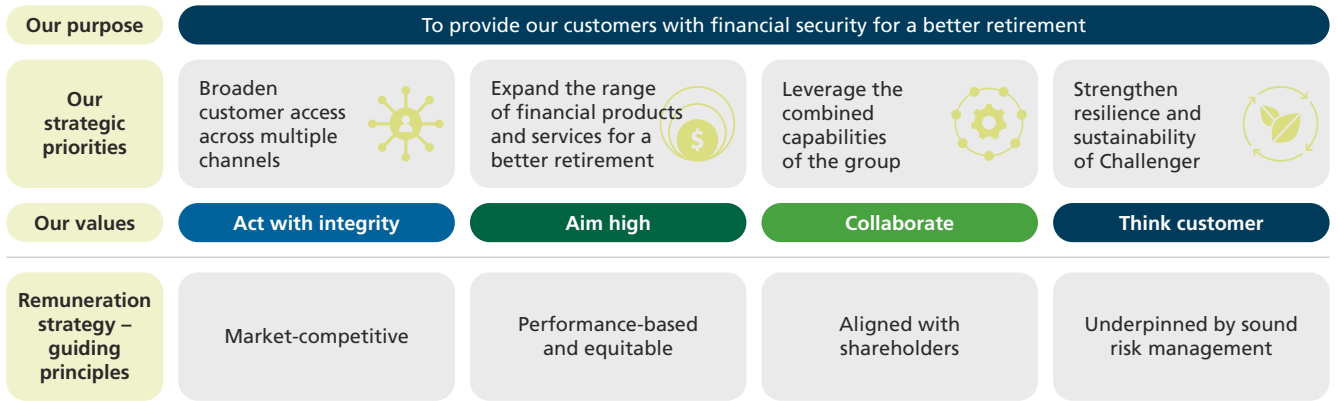 Our purpose
To provide our customers with financial security for a better retirement
Our
strategic
priorities
Broaden
customer access
across multiple
channels
Expand the range
of financial products
and services for a
better retirement
$
Leverage the
combined
capabilities
of the group
Strengthen
resilience and
sustainability
of Challenger
Our values
Act with integrity
Aim high
Collaborate
Think customer
Remuneration
strategy –
guiding
principles
Market-competitive
Performance-based
and equitable
Aligned with
shareholders
Underpinned by sound
risk management